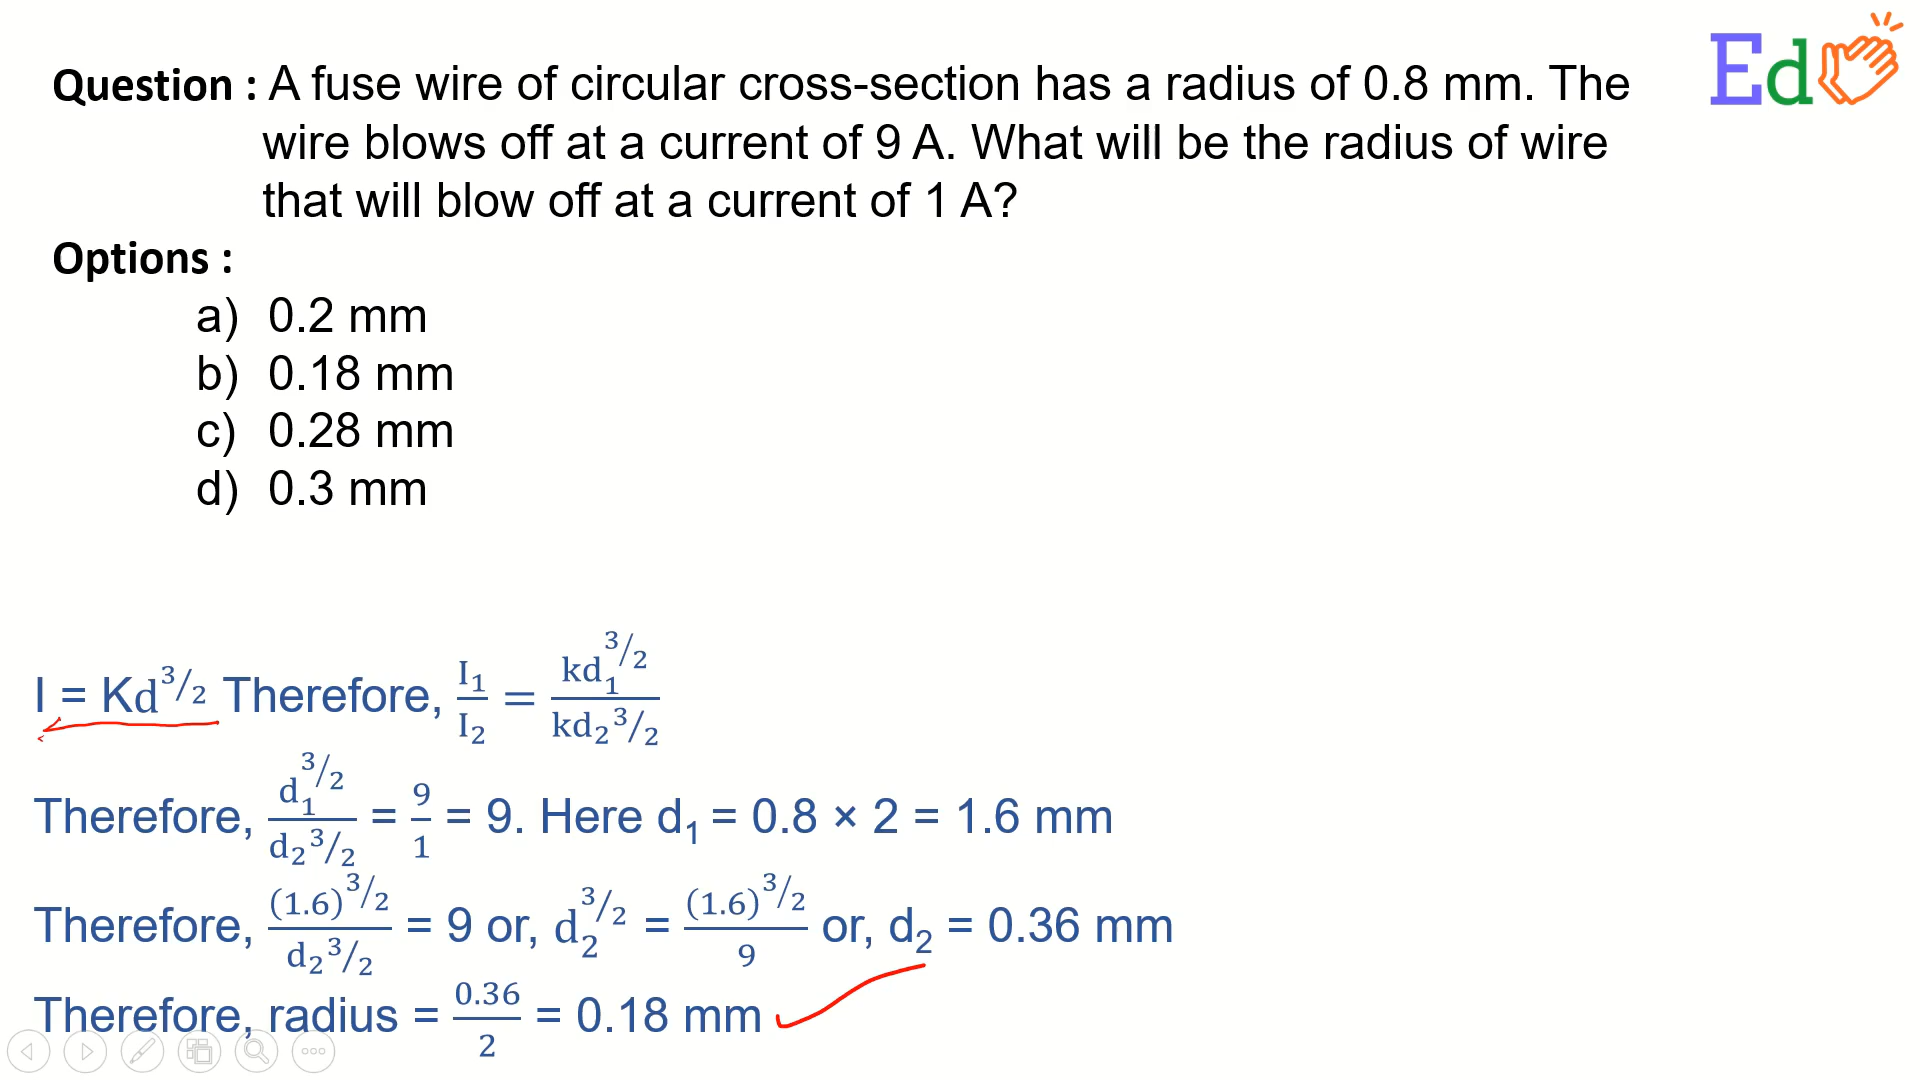 Ed
Question : A fuse wire of circular cross-section has a radius of 0.8 mm. The
wire blows off at a current of 9 A. What will be the radius of wire
that will blow off at a current of 1 A?
Options :
a) 0.2 mm
b) 0.18 mm
c) 0.28 mm
d) 0.3 mm
I = Kd^3/2 Therefore, I₁/I₂ = kd₁^3/2 / kd₂^3/2
Therefore, d₁^3/2 / d₂^3/2 = 9/1 = 9. Here d₁ = 0.8 × 2 = 1.6 mm
Therefore, (1.6)^3/2 / d₂^3/2 = 9 or, d₂^3/2 = (1.6)^3/2 / 9 or, d₂ = 0.36 mm
Therefore, radius = 0.36/2 = 0.18 mm